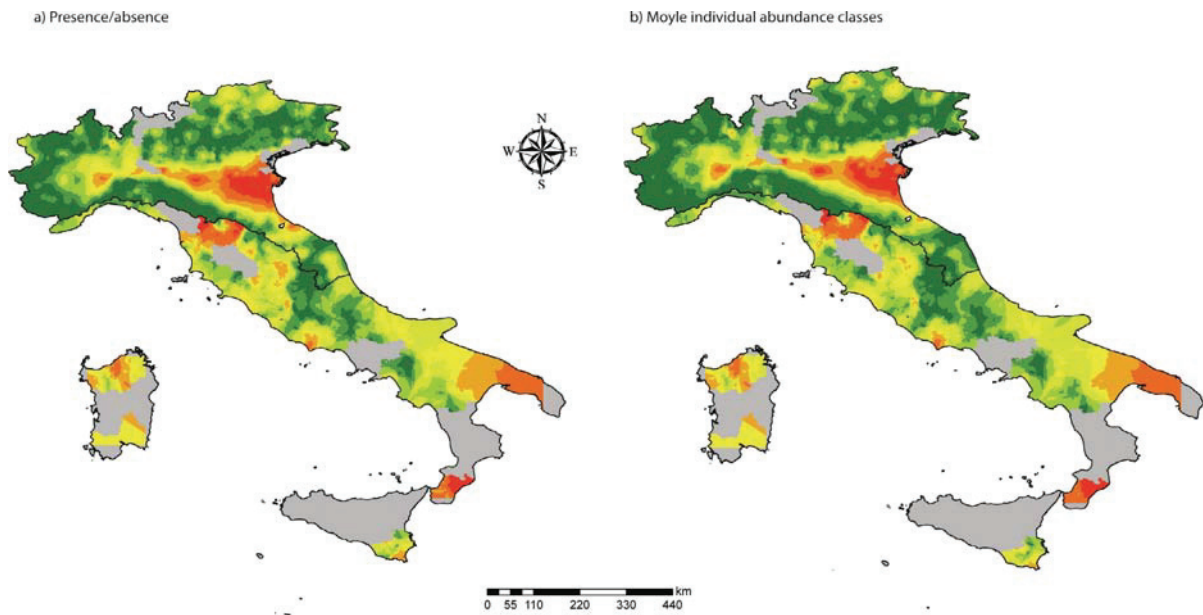 a) Presence/absence
b) Moyle individual abundance classes
N
W E
S
km
0 55 110 220 330 440